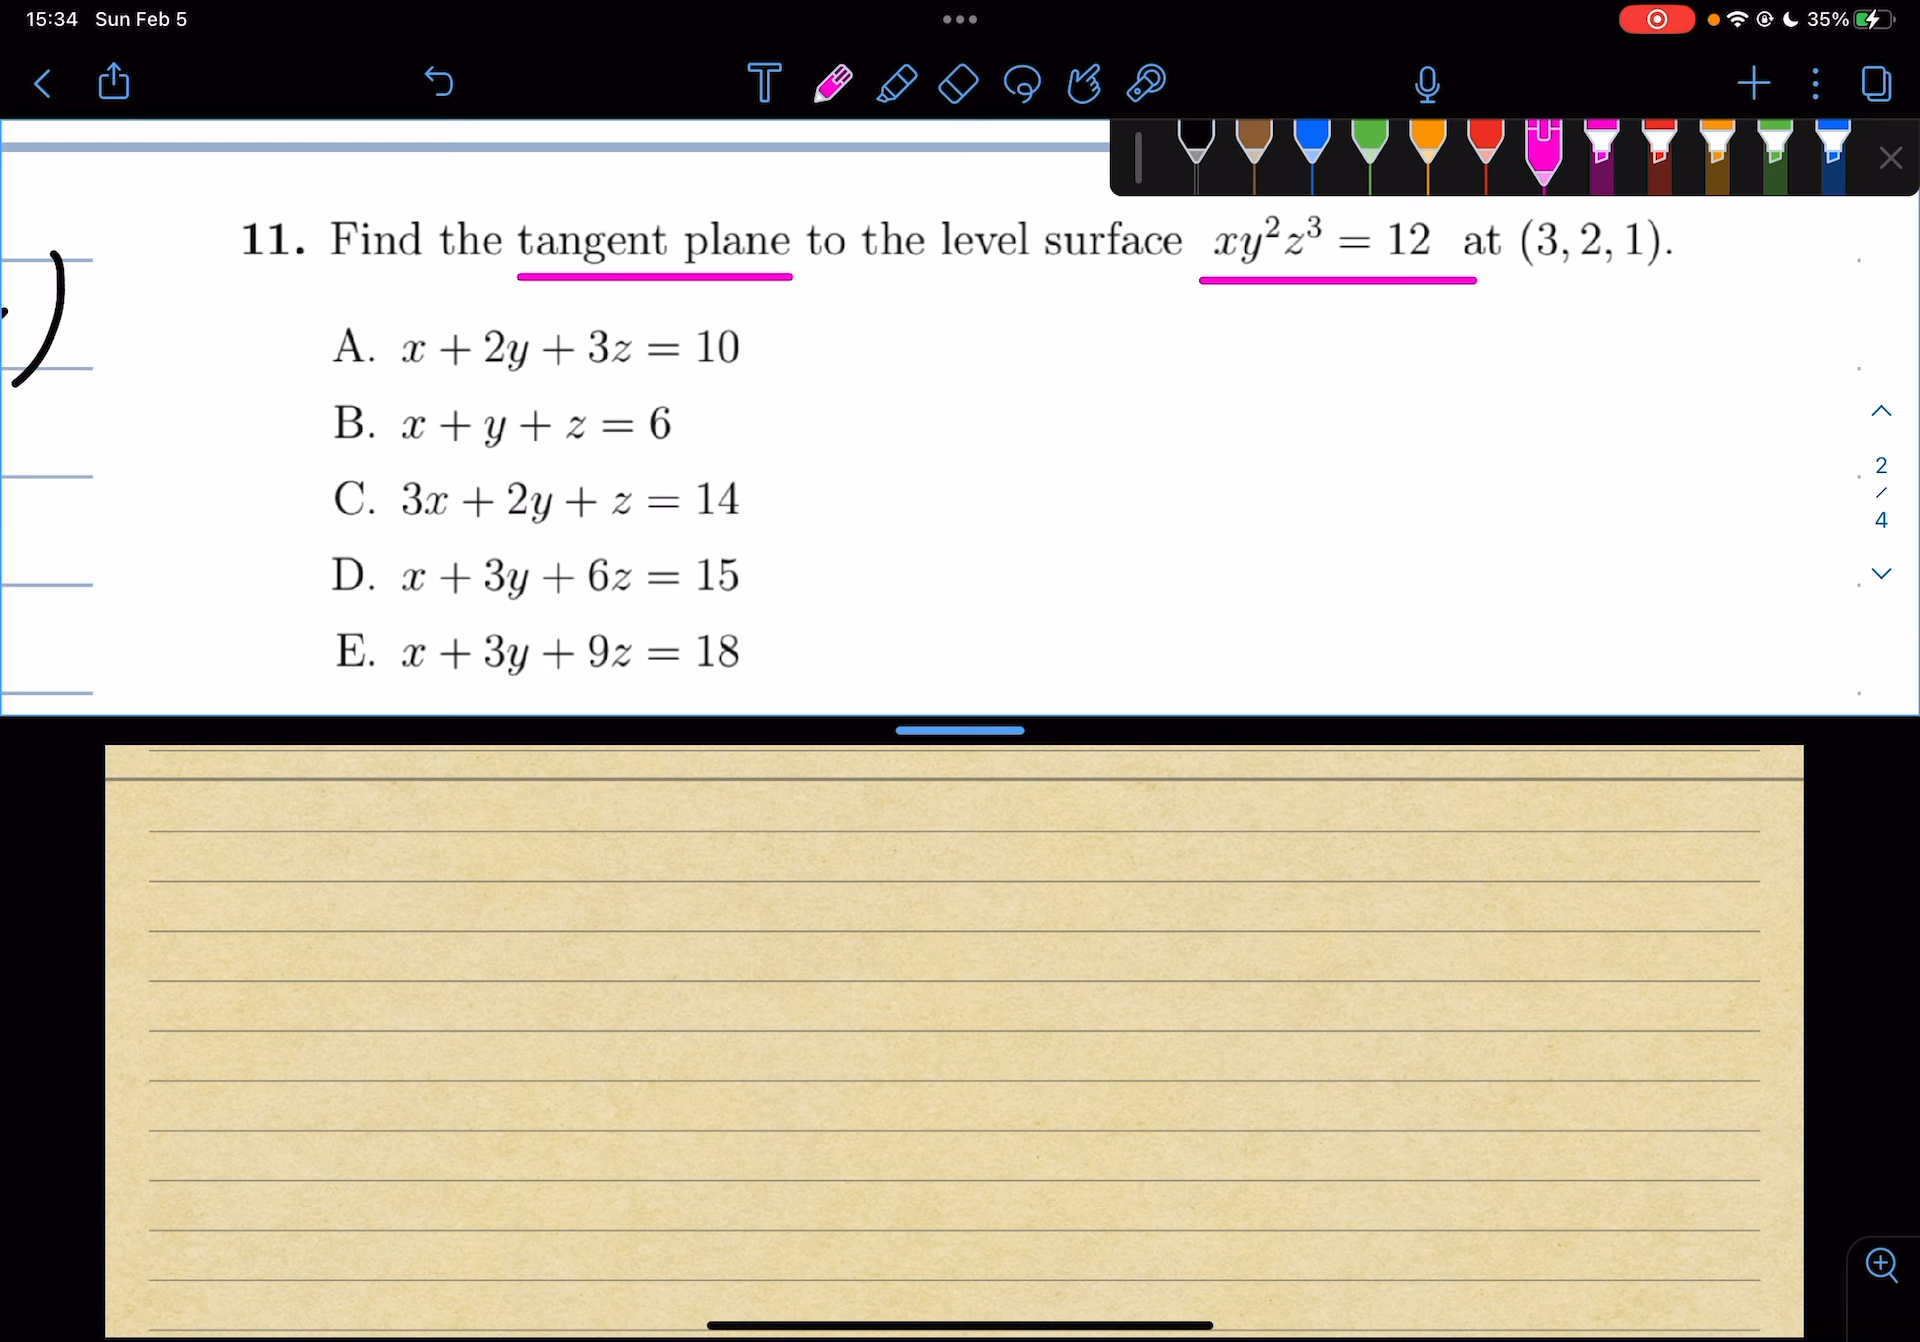 15:34 Sun Feb 5
35%
11. Find the tangent plane to the level surface xy²z³ = 12 at (3, 2, 1).
A. x + 2y + 3z = 10
B. x + y + z = 6
C. 3x + 2y + z = 14
D. x + 3y + 6z = 15
E. x + 3y + 9z = 18
2
/
4